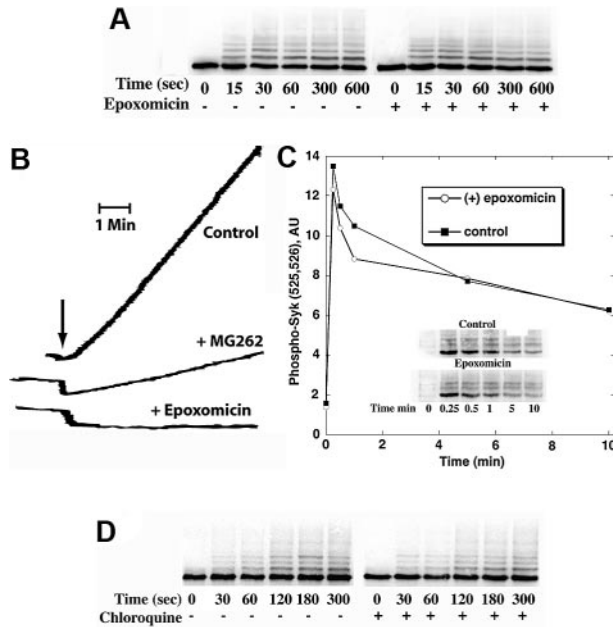 A
Time (sec) 0 15 30 60 300 600 0 15 30 60 300 600
Epoxomicin - - - - - - + + + + + +
B
1 Min
Control
+ MG262
+ Epoxomicin
C
14
12
10
8
6
4
2
0
Phospho-Syk (525,526), AU
(+) epoxomicin
control
Control
Epoxomicin
Time min 0 0.25 0.5 1 5 10
0 2 4 6 8 10
Time (min)
D
Time (sec) 0 30 60 120 180 300 0 30 60 120 180 300
Chloroquine - - - - - - + + + + + +